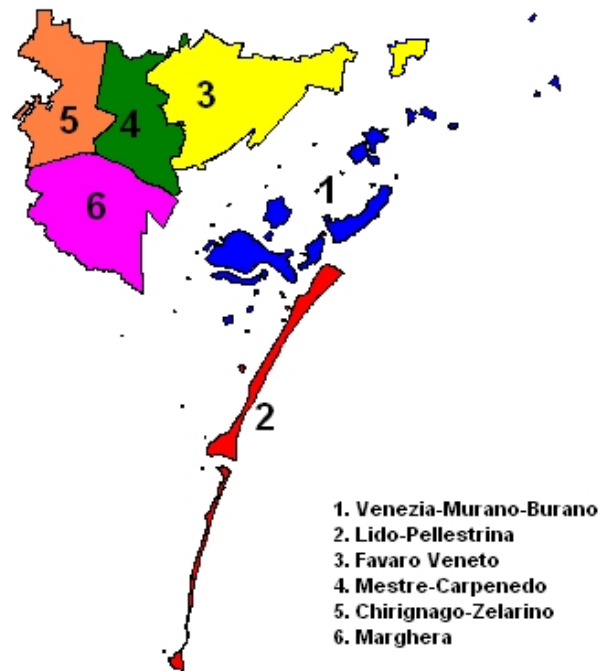 3
5
4
1
6
2
1. Venezia-Murano-Burano
2. Lido-Pellestrina
3. Favaro Veneto
4. Mestre-Carpenedo
5. Chirignago-Zelarino
6. Marghera